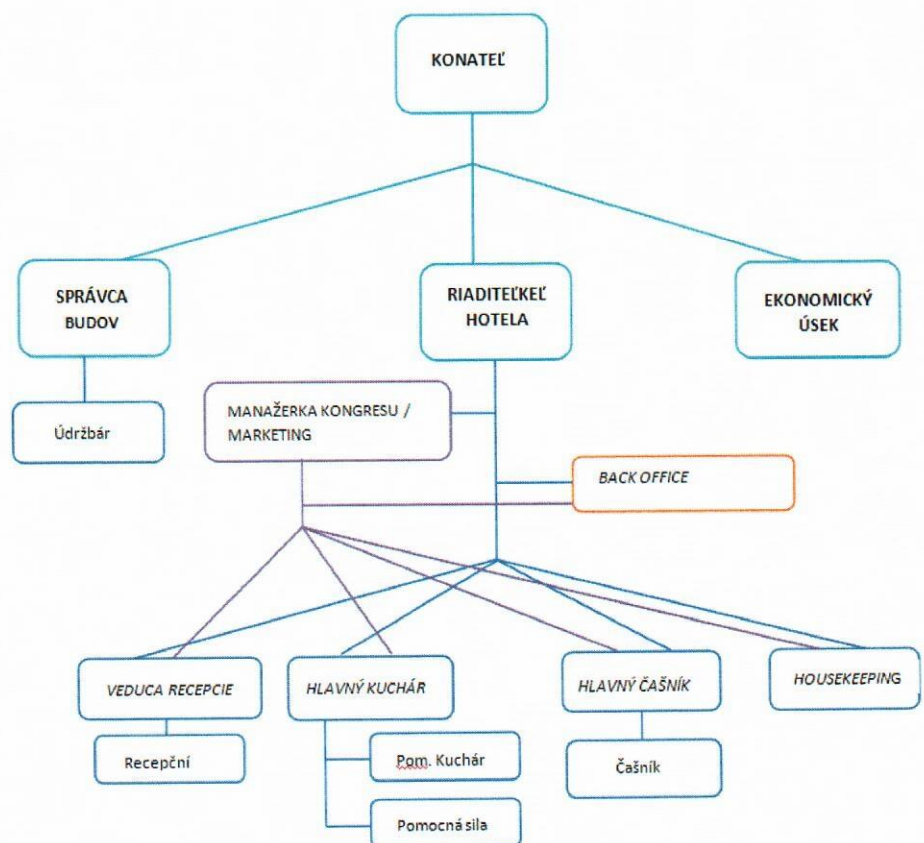 KONATEĽ
SPRÁVCA
BUDOV
RIADITEĽKEĽ
HOTELA
EKONOMICKÝ
ÚSEK
Údržbár
MANAŽERKA KONGRESU /
MARKETING
BACK OFFICE
VEDUCA RECEPCIE
HLAVNÝ KUCHÁR
HLAVNÝ ČAŠNÍK
HOUSEKEEPING
Recepční
Pom. Kuchár
Čašník
Pomocná sila